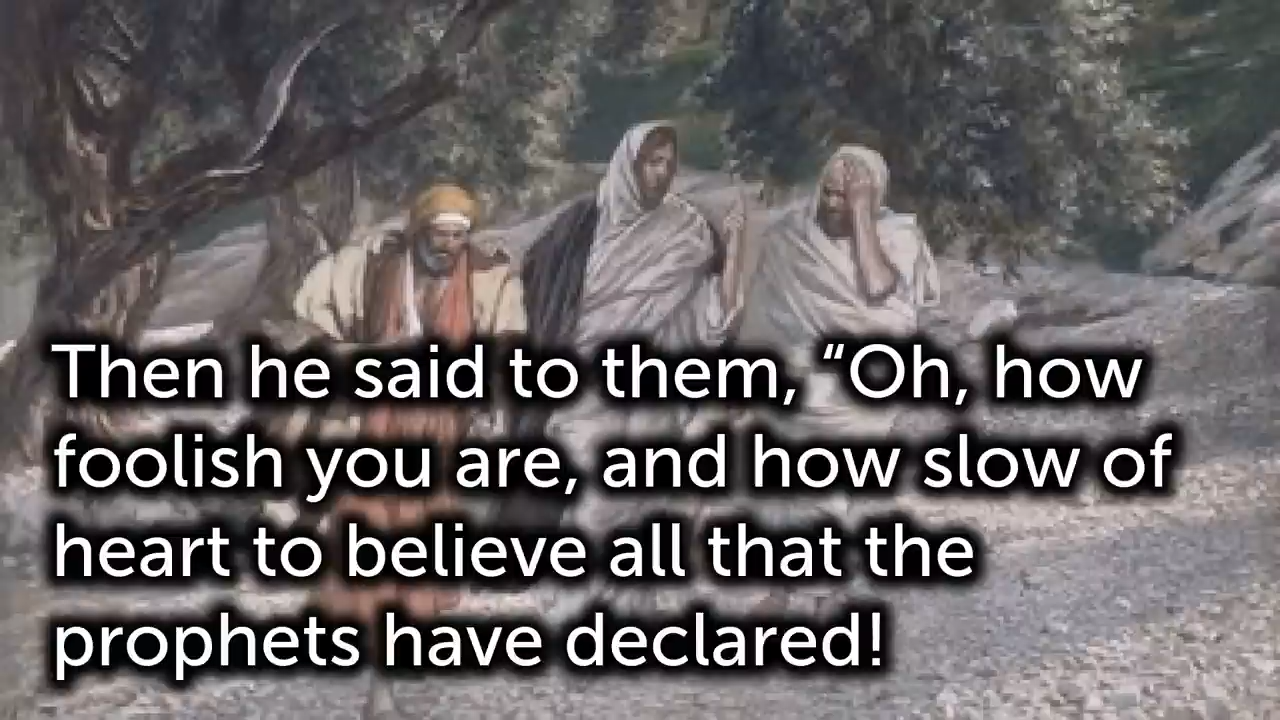 Then he said to them, “Oh, how
foolish you are, and how slow of
heart to believe all that the
prophets have declared!